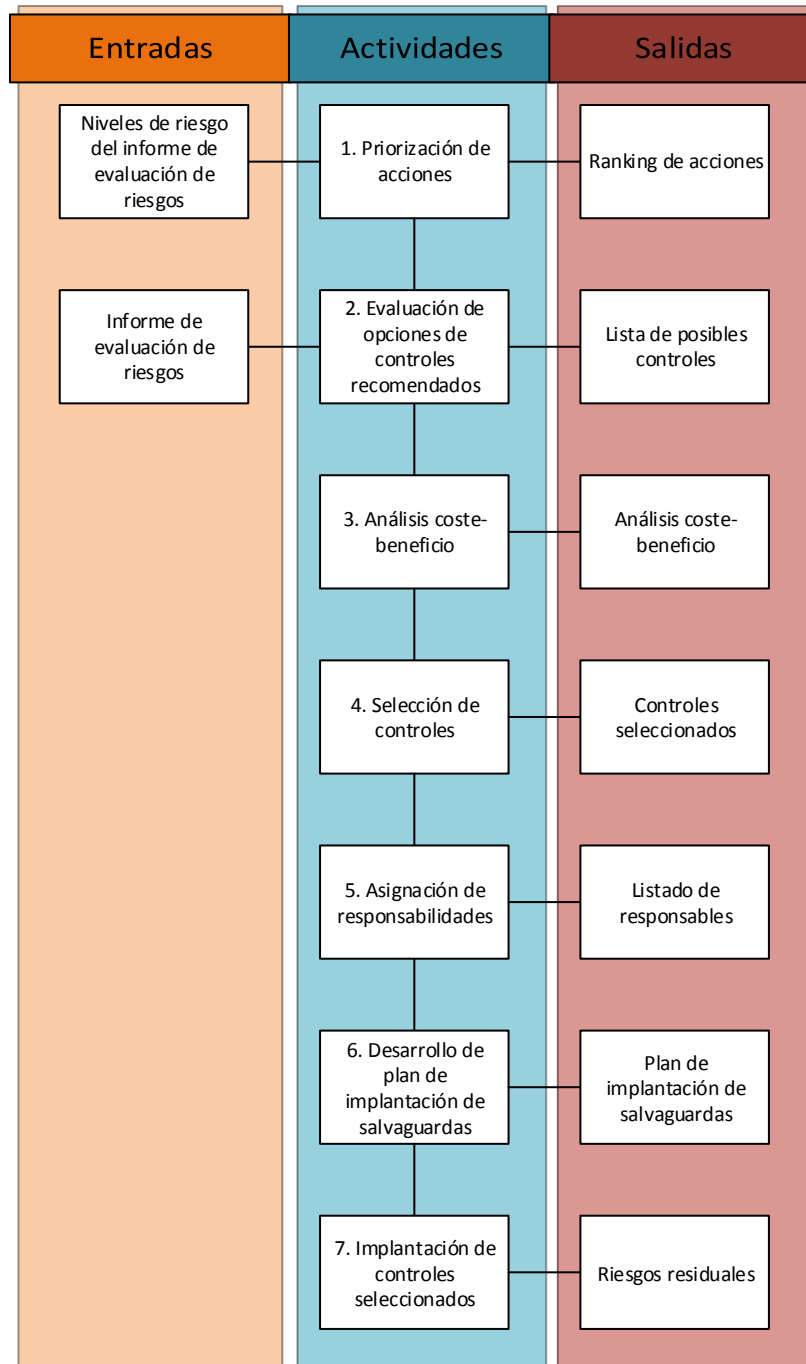 Entradas
Actividades
Salidas
Niveles de riesgo
del informe de
evaluación de
riesgos
1. Priorización de
acciones
Ranking de acciones
Informe de
evaluación de
riesgos
2. Evaluación de
opciones de
controles
recomendados
Lista de posibles
controles
3. Análisis coste-
beneficio
Análisis coste-
beneficio
4. Selección de
controles
Controles
seleccionados
5. Asignación de
responsabilidades
Listado de
responsables
6. Desarrollo de
plan de
implantación de
salvaguardas
Plan de
implantación de
salvaguardas
7. Implantación de
controles
seleccionados
Riesgos residuales